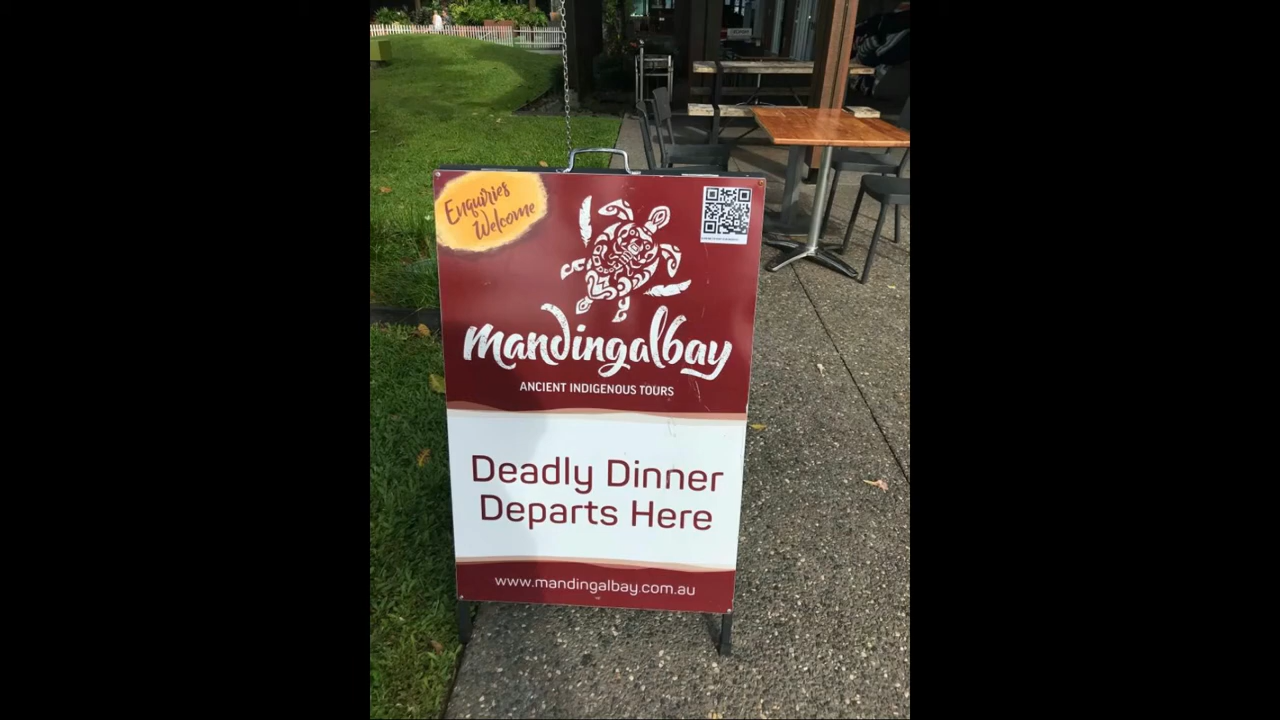 Enquiries
Welcome
mandingalbay
ANCIENT INDIGENOUS TOURS
Deadly Dinner
Departs Here
www.mandingalbay.com.au